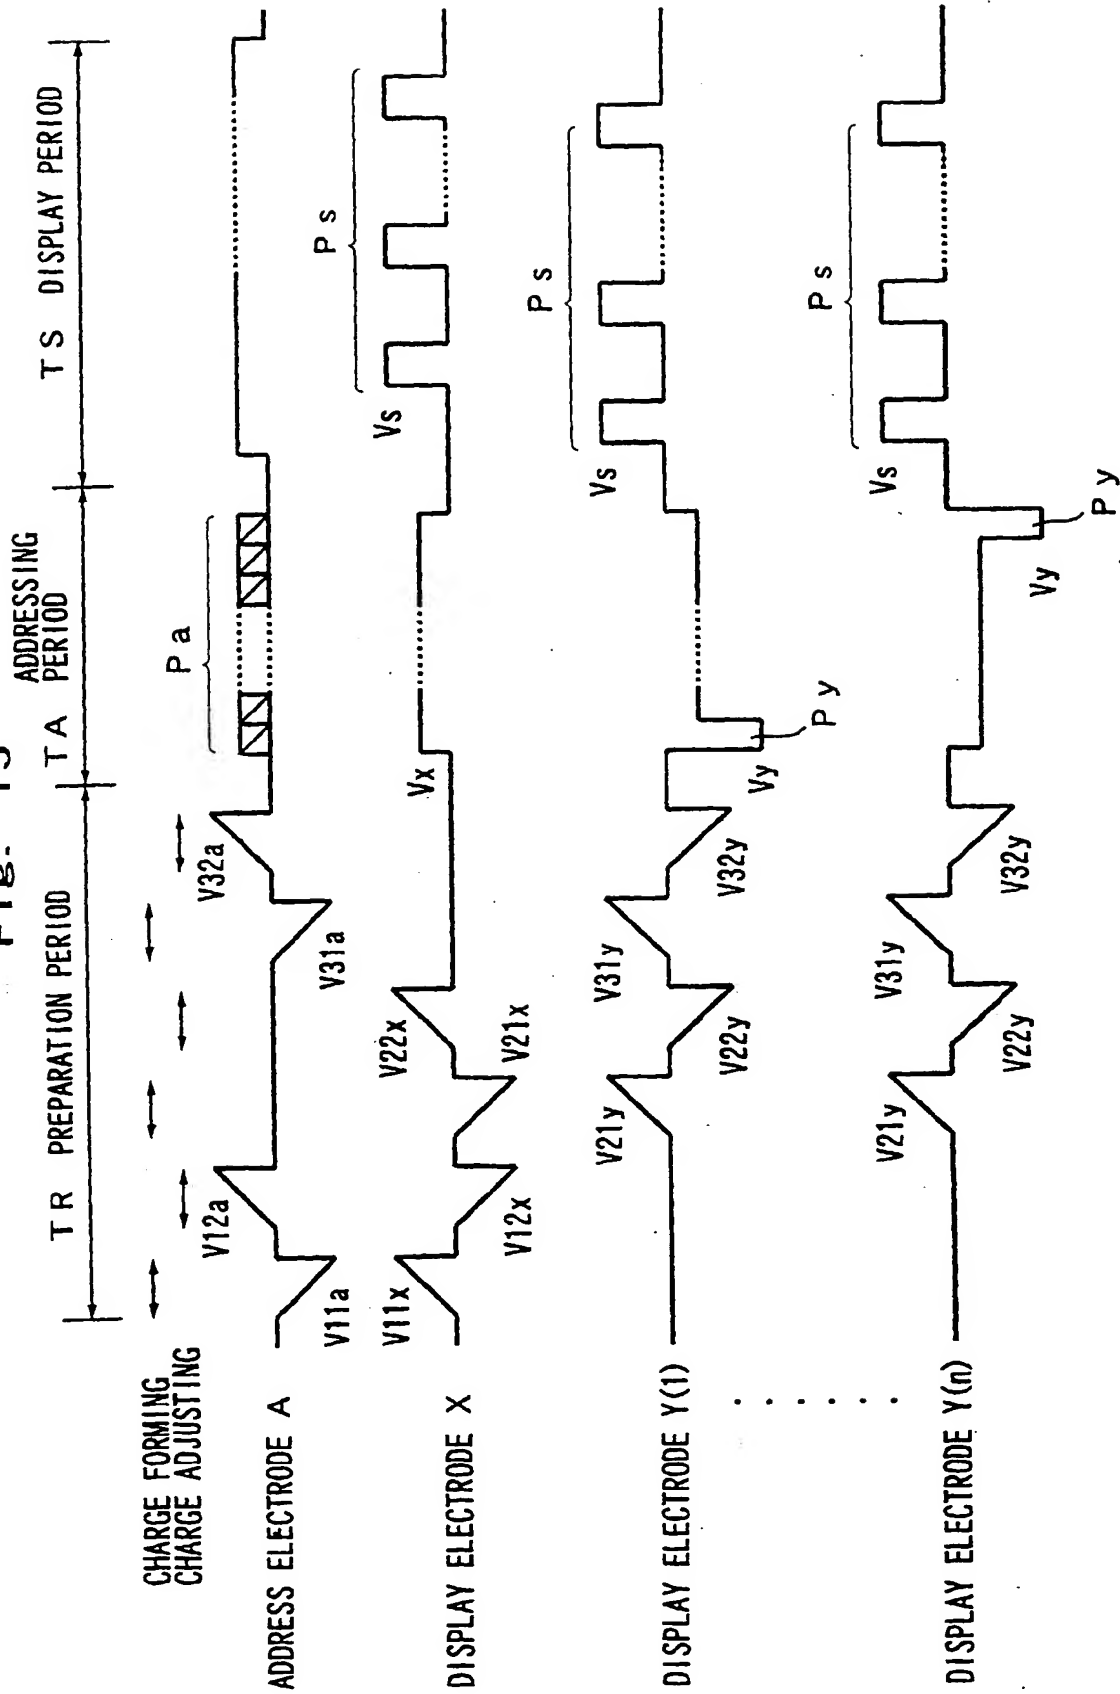 Fig. 15
TR PREPARATION PERIOD
TA ADDRESSING PERIOD
TS DISPLAY PERIOD
CHARGE FORMING
CHARGE ADJUSTING
ADDRESS ELECTRODE A
V11a
V12a
V31a
V32a
Pa
DISPLAY ELECTRODE X
V11x
V12x
V21x
V22x
Vx
Vs
Ps
DISPLAY ELECTRODE Y(1)
V21y
V22y
V31y
V32y
Vy
Py
Vs
Ps
DISPLAY ELECTRODE Y(n)
V21y
V22y
V31y
V32y
Vy
Py
Vs
Ps